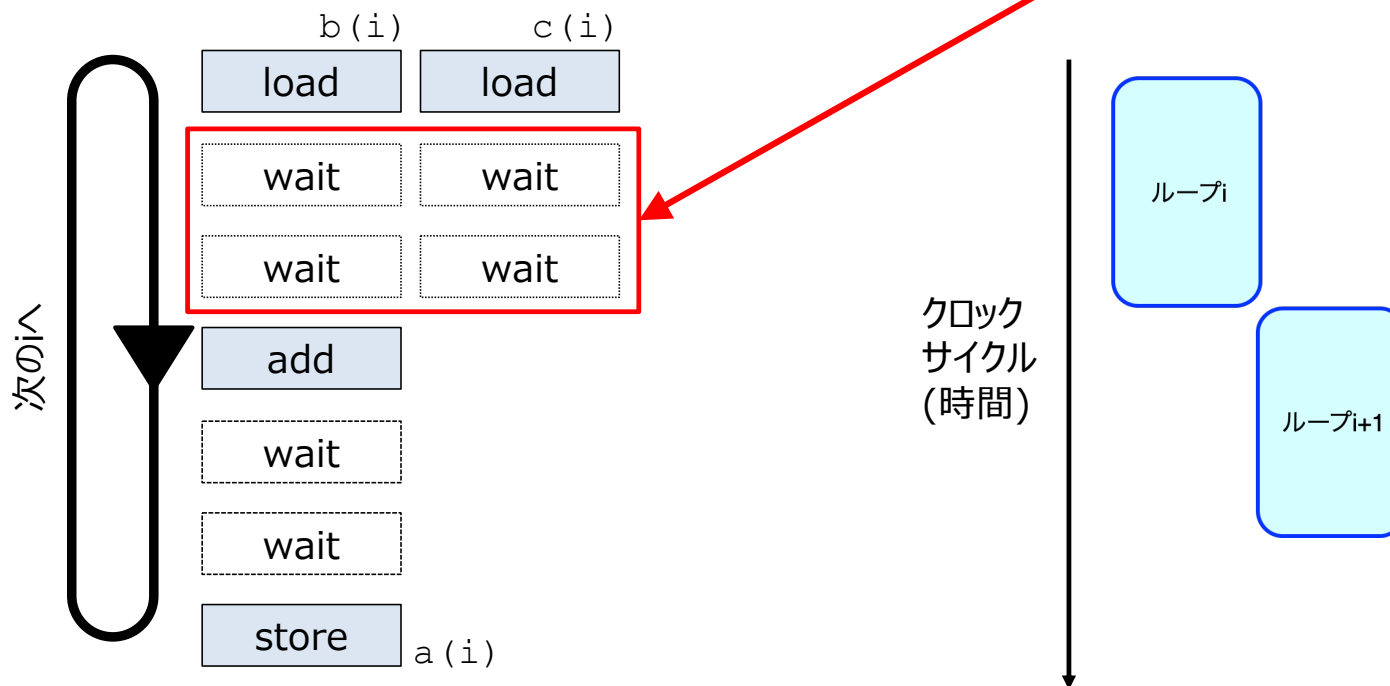 b(i) c(i)
load load
wait wait
wait wait
add
wait
wait
store
a(i)
次のiへ
クロック
サイクル
(時間)
ループi
ループi+1